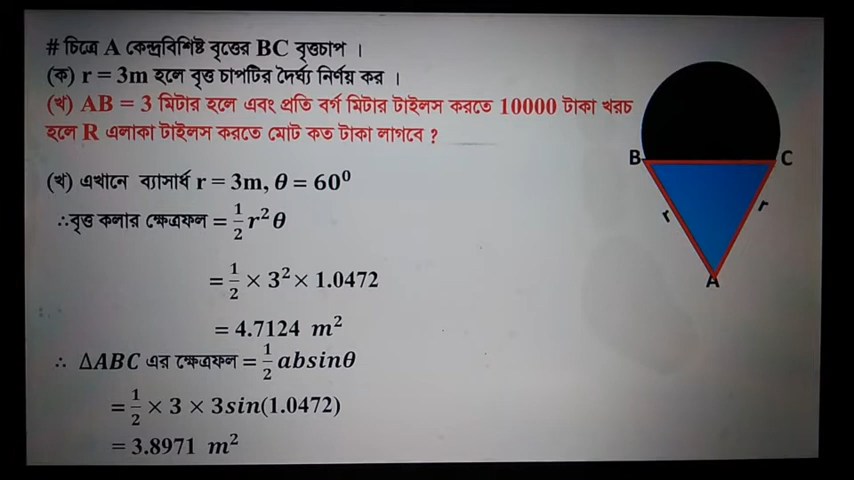 # চিত্রে A কেন্দ্রবিশিষ্ট বৃত্তের BC বৃত্তচাপ ।
(ক) r = 3m হলে বৃত্ত চাপটির দৈর্ঘ্য নির্ণয় কর ।
(খ) AB = 3 মিটার হলে এবং প্রতি বর্গ মিটার টাইলস করতে 10000 টাকা খরচ
হলে R এলাকা টাইলস করতে মোট কত টাকা লাগবে ?
(খ) এখানে ব্যাসার্ধ r = 3m, θ = 60⁰
∴বৃত্ত কলার ক্ষেত্রফল = 1/2 r²θ
= 1/2 × 3² × 1.0472
= 4.7124 m²
∴ ΔABC এর ক্ষেত্রফল = 1/2 absinθ
= 1/2 × 3 × 3sin(1.0472)
= 3.8971 m²
B C
r r
A